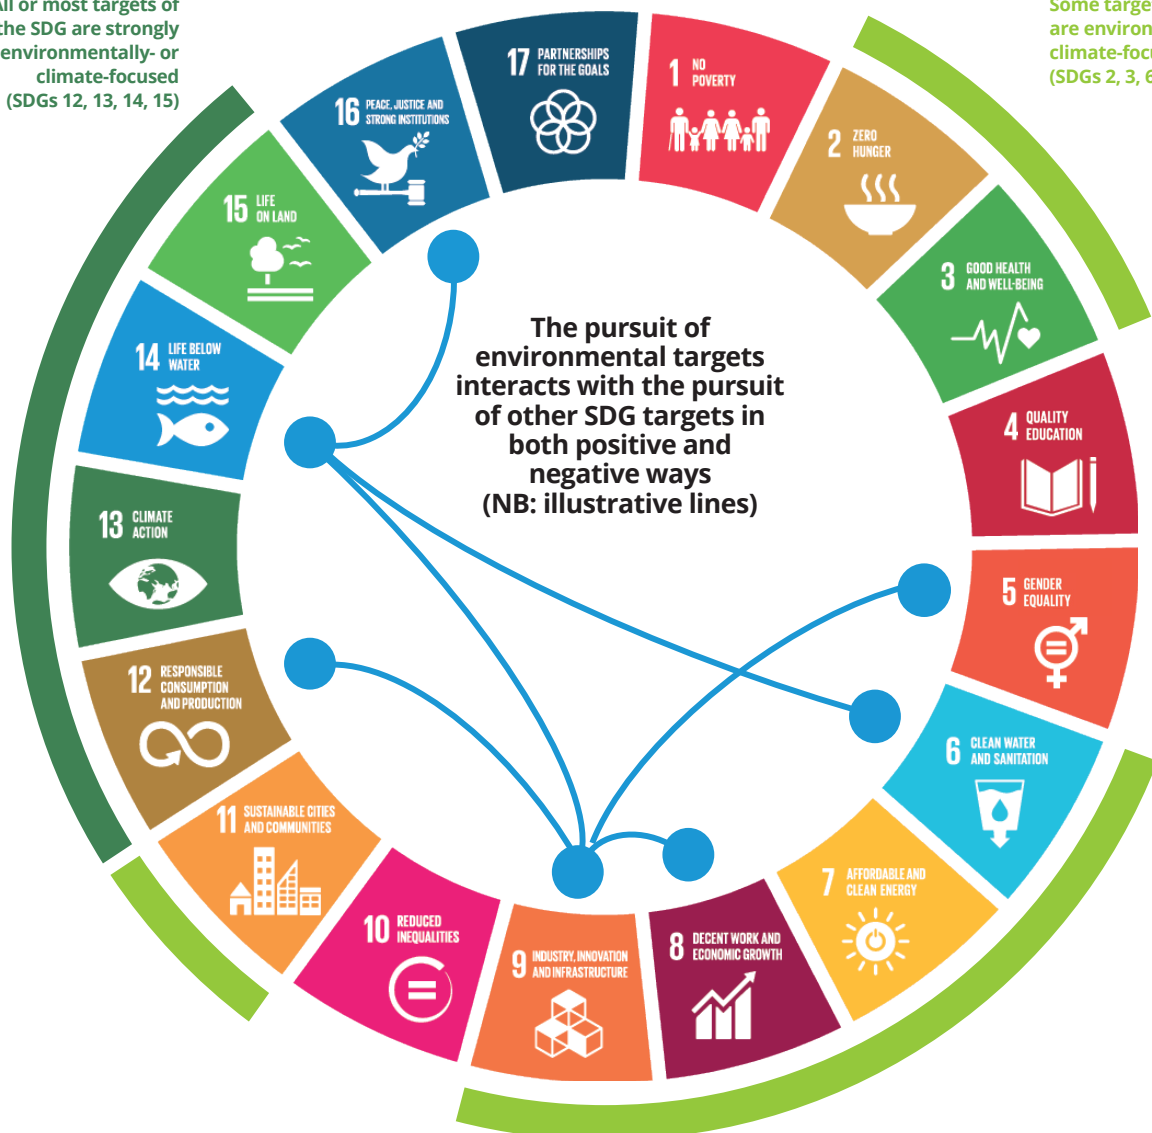 All or most targets of
the SDG are strongly
environmentally- or
climate-focused
(SDGs 12, 13, 14, 15)
Some
are
(SDGs 2, 3,
17 PARTNERSHIPS
FOR THE GOALS
1 NO
POVERTY
2 ZERO
HUNGER
3 GOOD HEALTH
AND WELL-BEING
4 QUALITY
EDUCATION
5 GENDER
EQUALITY
6 CLEAN WATER
AND SANITATION
7 AFFORDABLE AND
CLEAN ENERGY
8 DECENT WORK AND
ECONOMIC GROWTH
9 INDUSTRY, INNOVATION
AND INFRASTRUCTURE
10 REDUCED
INEQUALITIES
11 SUSTAINABLE CITIES
AND COMMUNITIES
12 RESPONSIBLE
CONSUMPTION
AND PRODUCTION
13 CLIMATE
ACTION
14 LIFE BELOW
WATER
15 LIFE
ON LAND
16 PEACE, JUSTICE AND
STRONG INSTITUTIONS
The pursuit of
environmental targets
interacts with the pursuit
of other SDG targets in
both positive and
negative ways
(NB: illustrative lines)